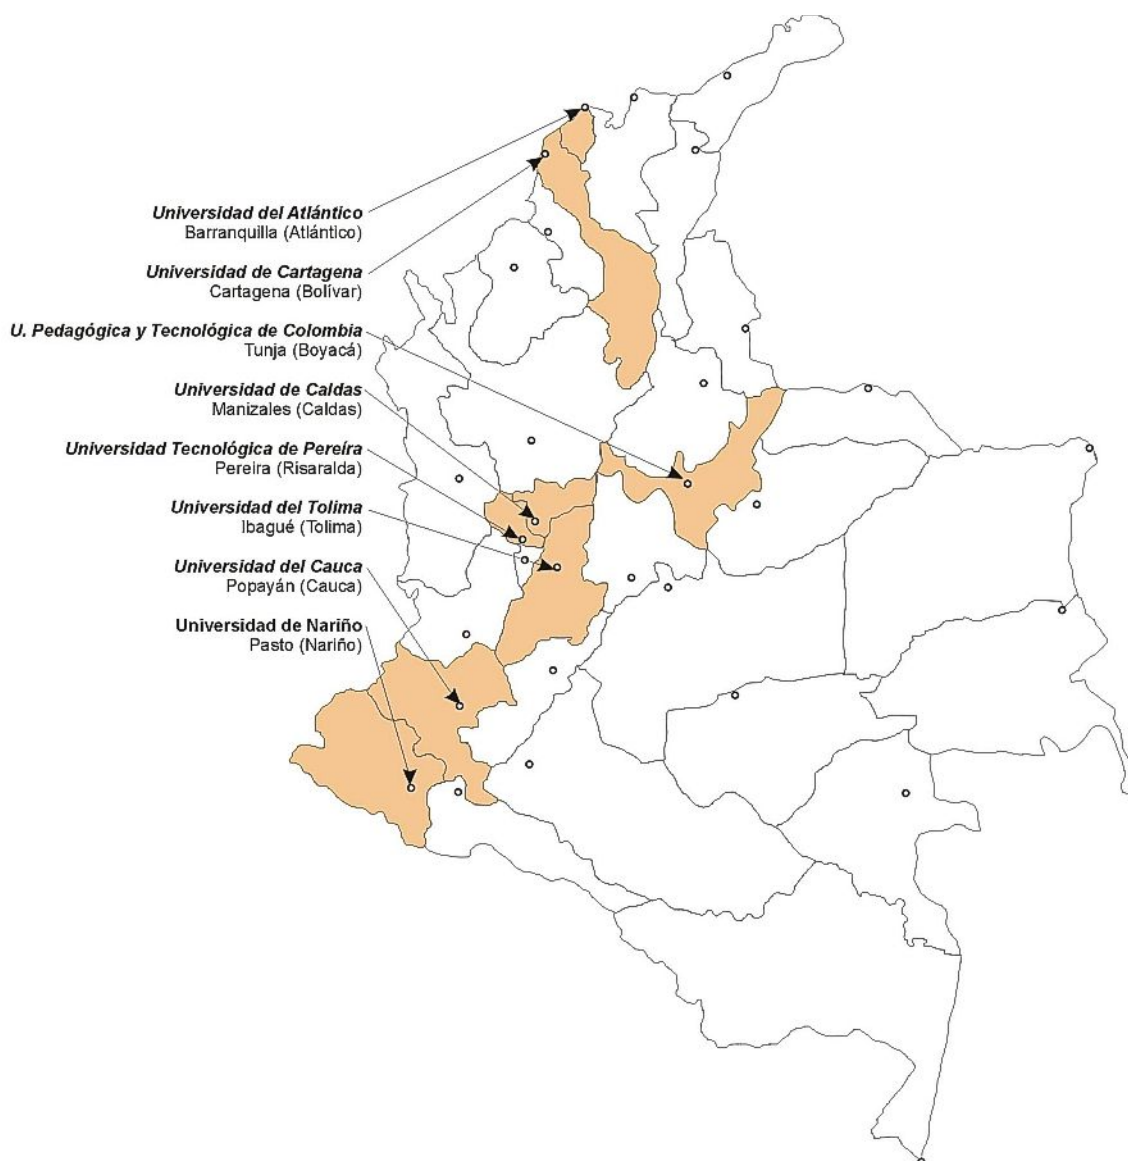 Universidad del Atlántico
Barranquilla (Atlántico)
Universidad de Cartagena
Cartagena (Bolívar)
U. Pedagógica y Tecnológica de Colombia
Tunja (Boyacá)
Universidad de Caldas
Manizales (Caldas)
Universidad Tecnológica de Pereíra
Pereira (Risaralda)
Universidad del Tolima
Ibagué (Tolima)
Universidad del Cauca
Popayán (Cauca)
Universidad de Nariño
Pasto (Nariño)